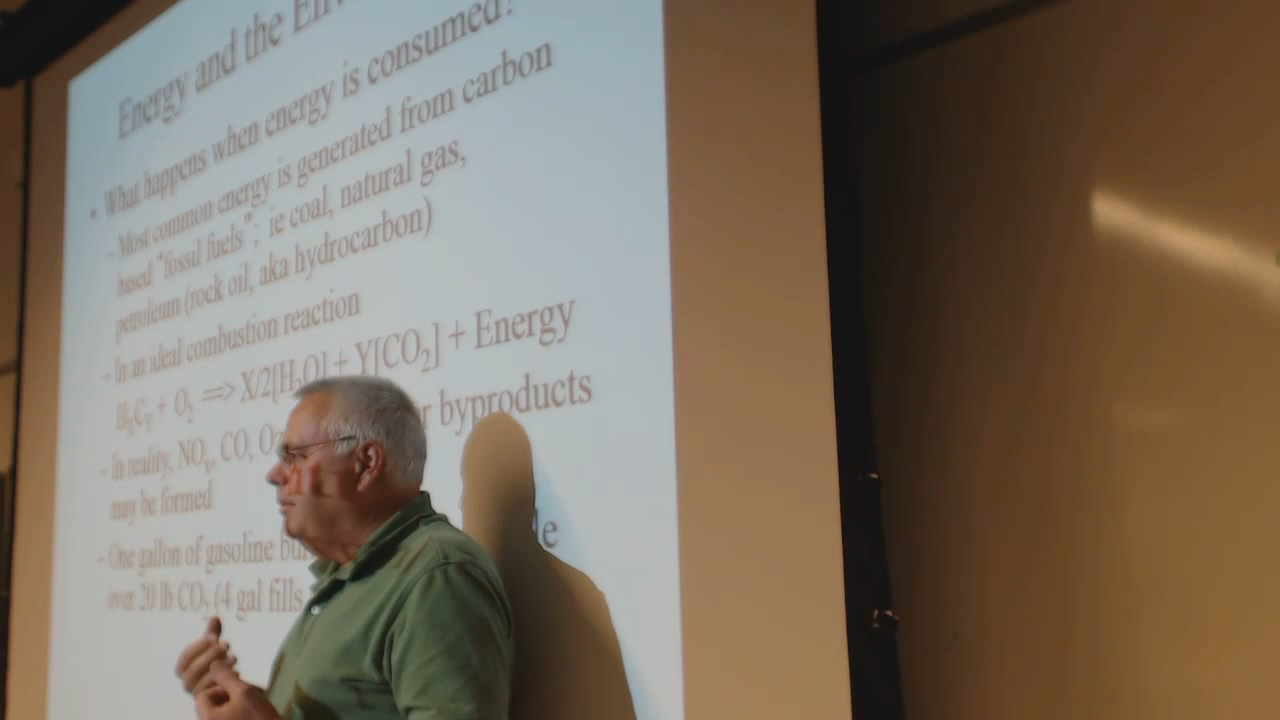 Energy and the
What happens when energy is consumed?
- Most common energy is generated from carbon
based "fossil fuels"; ie coal, natural gas,
petroleum (rock oil, aka hydrocarbon)
- In an ideal combustion reaction
HₓCᵧ + O₂ => X/2[H₂O] + Y[CO₂] + Energy
- In reality, NOₓ, CO, byproducts
may be formed
- One gallon of gasoline
over 20 lb CO₂ (4 gal fills